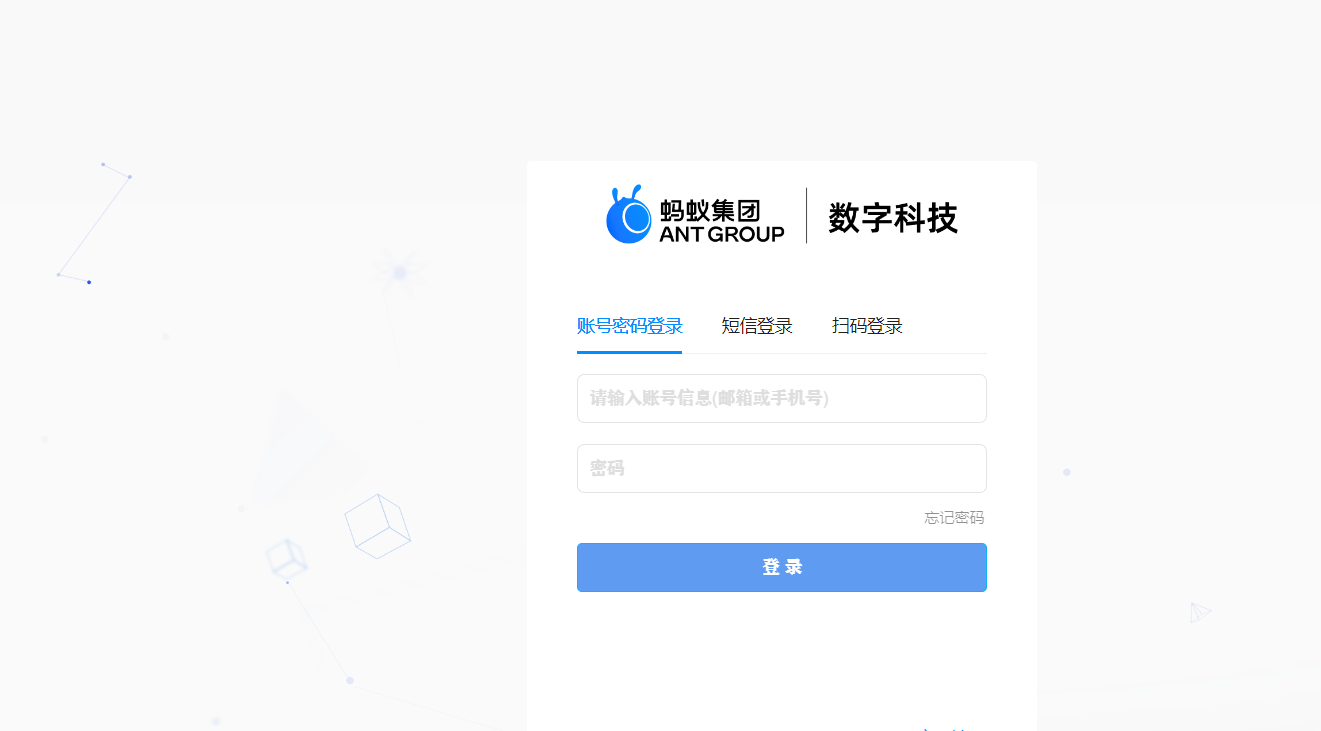 蚂蚁集团
ANT GROUP
数字科技
账号密码登录 短信登录 扫码登录
请输入账号信息(邮箱或手机号)
密码
忘记密码
登 录